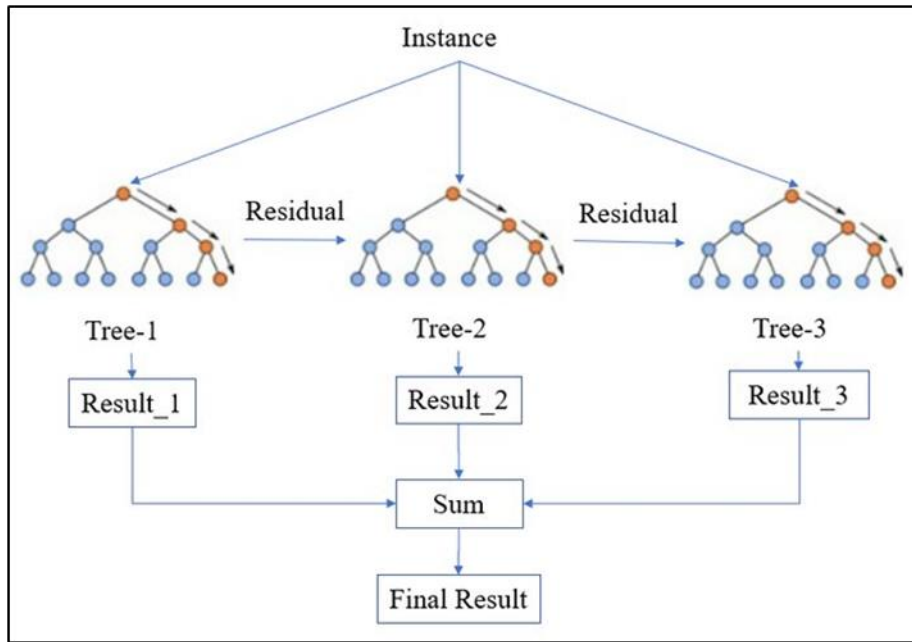 Instance
Residual
Residual
Tree-1
Tree-2
Tree-3
Result_1
Result_2
Result_3
Sum
Final Result